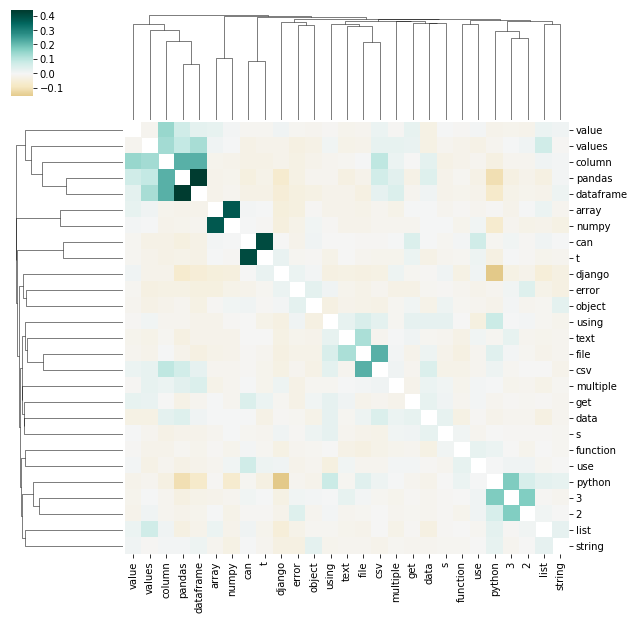 0.4
0.3
0.2
0.1
0.0
−0.1
value
values
column
pandas
dataframe
array
numpy
can
t
django
error
object
using
text
file
csv
multiple
get
data
s
function
use
python
3
2
list
string
value
values
column
pandas
dataframe
array
numpy
can
t
django
error
object
using
text
file
csv
multiple
get
data
s
function
use
python
3
2
list
string